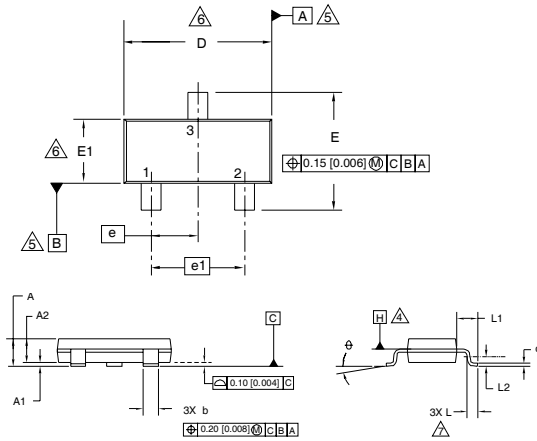 6
D
A 5
3
6 E1
E
1 2
0.15 [0.006] M C B A
5 B
e
e1
A
A2
C
H 4
L1
θ
A1
0.10 [0.004] C
L2
3X b
3X L
0.20 [0.008] M C B A
7